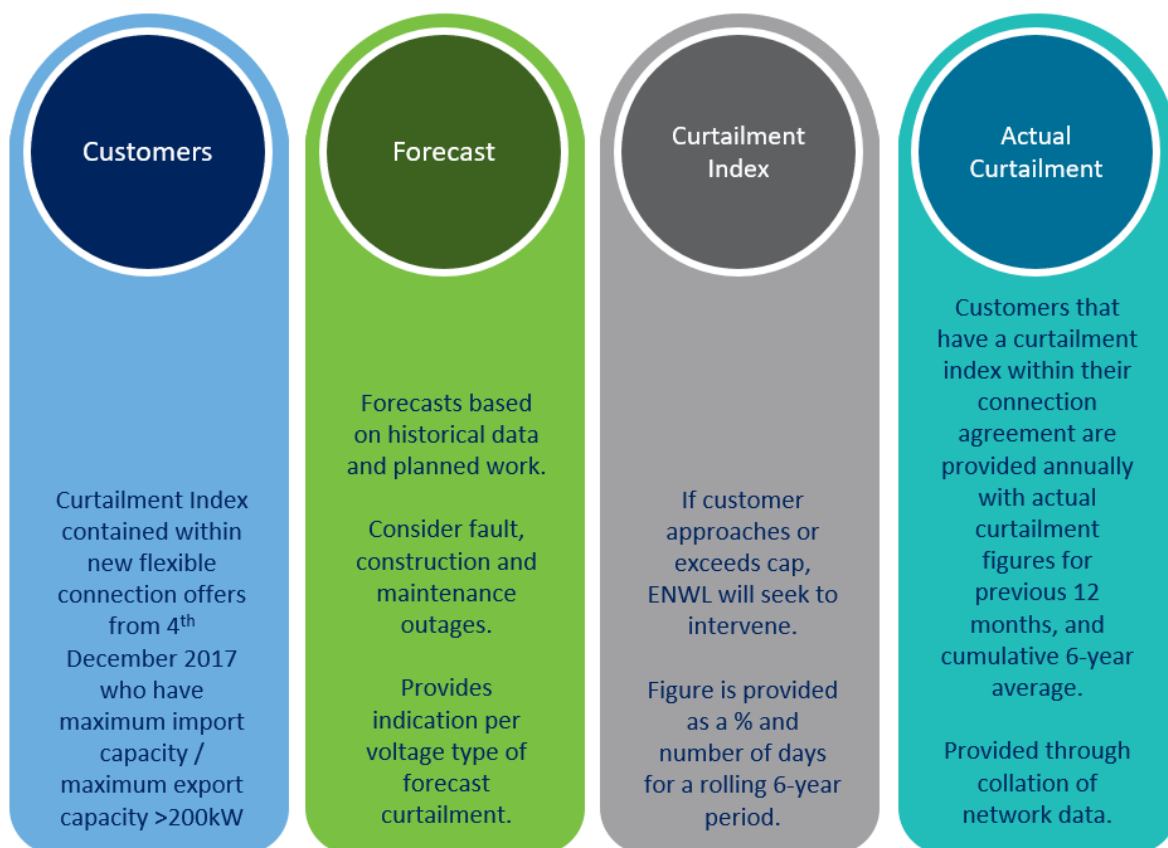 Customers
Curtailment Index
contained within
new flexible
connection offers
from 4th
December 2017
who have
maximum import
capacity /
maximum export
capacity >200kW
Forecast
Forecasts based
on historical data
and planned work.
Consider fault,
construction and
maintenance
outages.
Provides
indication per
voltage type of
forecast
curtailment.
Curtailment
Index
If customer
approaches or
exceeds cap,
ENWL will seek to
intervene.
Figure is provided
as a % and
number of days
for a rolling 6-year
period.
Actual
Curtailment
Customers that
have a curtailment
index within their
connection
agreement are
provided annually
with actual
curtailment
figures for
previous 12
months, and
cumulative 6-year
average.
Provided through
collation of
network data.